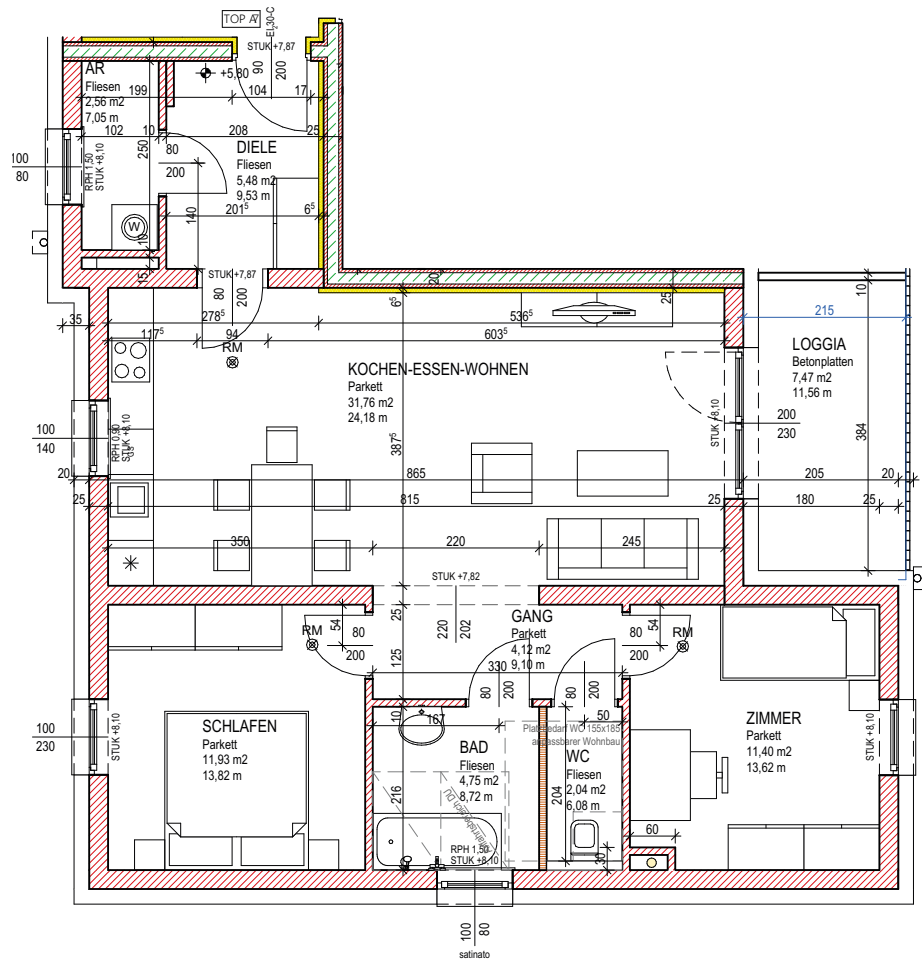 TOP A7
EI₂30-C
STUK +7,87
90
200
+5,80
AR
Fliesen
2,56 m2
7,05 m
199
104
17
102
10
208
25
250
80
200
DIELE
Fliesen
5,48 m2
9,53 m
100
80
RPH 1,50
STUK +8,10
201⁵
6⁵
140
W
10
15
STUK +7,87
80
200
20
25
6⁵
10
35
278⁵
536⁵
215
117⁵
94
603⁵
RM
KOCHEN-ESSEN-WOHNEN
Parkett
31,76 m2
24,18 m
LOGGIA
Betonplatten
7,47 m2
11,56 m
100
140
RPH 0,90
STUK +8,10
STUK +8,10
200
230
387⁵
384
20
865
205
20
25
815
25
180
25
350
220
245
STUK +7,82
25
54
RM
80
200
220
202
GANG
Parkett
4,12 m2
9,10 m
80
200
54
RM
125
330
80
200
80
200
100
230
STUK +8,10
SCHLAFEN
Parkett
11,93 m2
13,82 m
10
167
50
Platzbedarf WC 155x185
anpassbarer Wohnbau
BAD
Fliesen
4,75 m2
8,72 m
WC
Fliesen
2,04 m2
6,08 m
ZIMMER
Parkett
11,40 m2
13,62 m
STUK +8,10
216
204
60
30
RPH 1,50
STUK +8,10
100
80
satinato